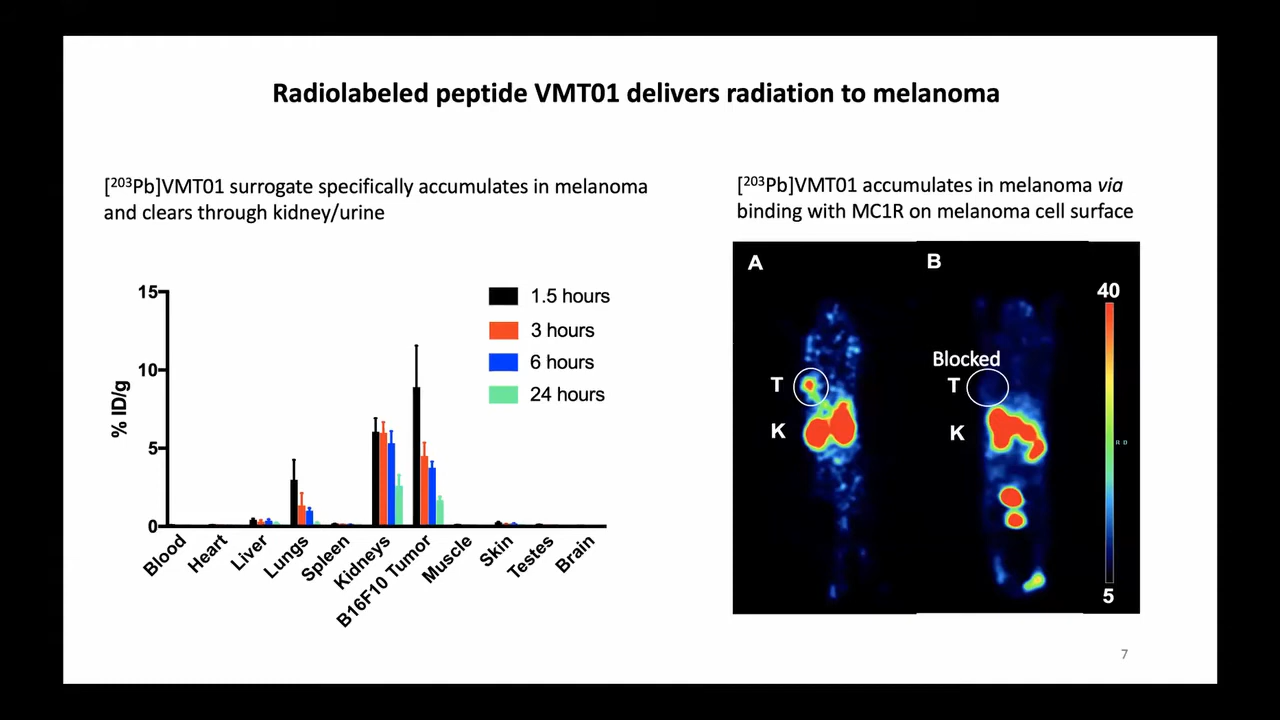 Radiolabeled peptide VMT01 delivers radiation to melanoma
[²⁰³Pb]VMT01 surrogate specifically accumulates in melanoma
and clears through kidney/urine
15
10
5
0
% ID/g
1.5 hours
3 hours
6 hours
24 hours
Blood
Heart
Liver
Lungs
Spleen
Kidneys
B16F10 Tumor
Muscle
Skin
Testes
Brain
[²⁰³Pb]VMT01 accumulates in melanoma via
binding with MC1R on melanoma cell surface
A
T
K
B
Blocked
T
K
40
5
7